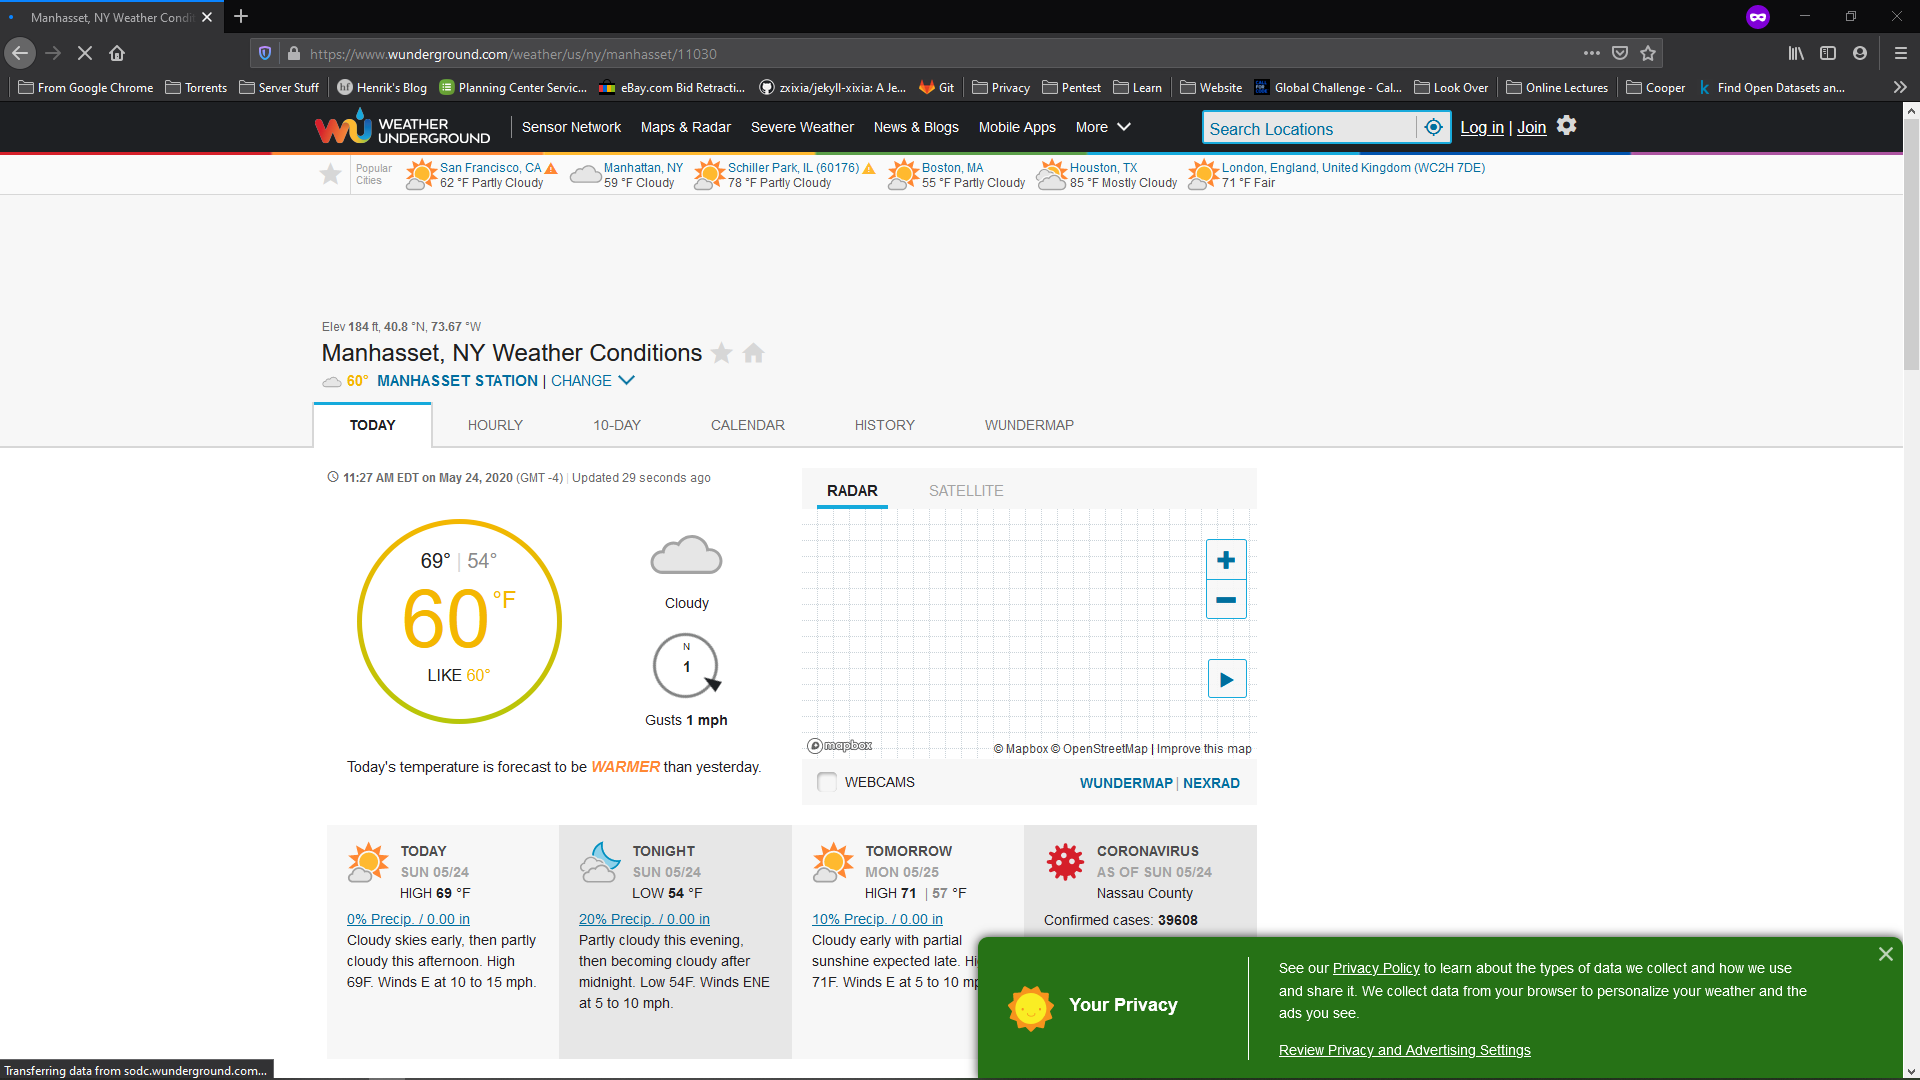 Manhasset, NY Weather Condit
https://www.wunderground.com/weather/us/ny/manhasset/11030
From Google Chrome Torrents Server Stuff Henrik's Blog Planning Center Servic... eBay.com Bid Retracti... zxixia/jekyll-xixia: A Je... Git Privacy Pentest Learn Website Global Challenge - Cal... Look Over Online Lectures Cooper Find Open Datasets an...
WEATHER UNDERGROUND Sensor Network Maps & Radar Severe Weather News & Blogs Mobile Apps More Search Locations Log in | Join
Popular Cities
San Francisco, CA
62 °F Partly Cloudy
Manhattan, NY
59 °F Cloudy
Schiller Park, IL (60176)
78 °F Partly Cloudy
Boston, MA
55 °F Partly Cloudy
Houston, TX
85 °F Mostly Cloudy
London, England, United Kingdom (WC2H 7DE)
71 °F Fair
Elev 184 ft, 40.8 °N, 73.67 °W
Manhasset, NY Weather Conditions
60° MANHASSET STATION | CHANGE
TODAY HOURLY 10-DAY CALENDAR HISTORY WUNDERMAP
11:27 AM EDT on May 24, 2020 (GMT -4) | Updated 29 seconds ago
69° | 54°
60 °F
LIKE 60°
Cloudy
N
1
Gusts 1 mph
Today's temperature is forecast to be WARMER than yesterday.
RADAR SATELLITE
mapbox
© Mapbox © OpenStreetMap | Improve this map
WEBCAMS WUNDERMAP | NEXRAD
TODAY
SUN 05/24
HIGH 69 °F
0% Precip. / 0.00 in
Cloudy skies early, then partly
cloudy this afternoon. High
69F. Winds E at 10 to 15 mph.
TONIGHT
SUN 05/24
LOW 54 °F
20% Precip. / 0.00 in
Partly cloudy this evening,
then becoming cloudy after
midnight. Low 54F. Winds ENE
at 5 to 10 mph.
TOMORROW
MON 05/25
HIGH 71 | 57 °F
10% Precip. / 0.00 in
Cloudy early with partial
sunshine expected late. Hi
71F. Winds E at 5 to 10 mp
CORONAVIRUS
AS OF SUN 05/24
Nassau County
Confirmed cases: 39608
Your Privacy
See our Privacy Policy to learn about the types of data we collect and how we use
and share it. We collect data from your browser to personalize your weather and the
ads you see.
Review Privacy and Advertising Settings
Transferring data from sodc.wunderground.com...